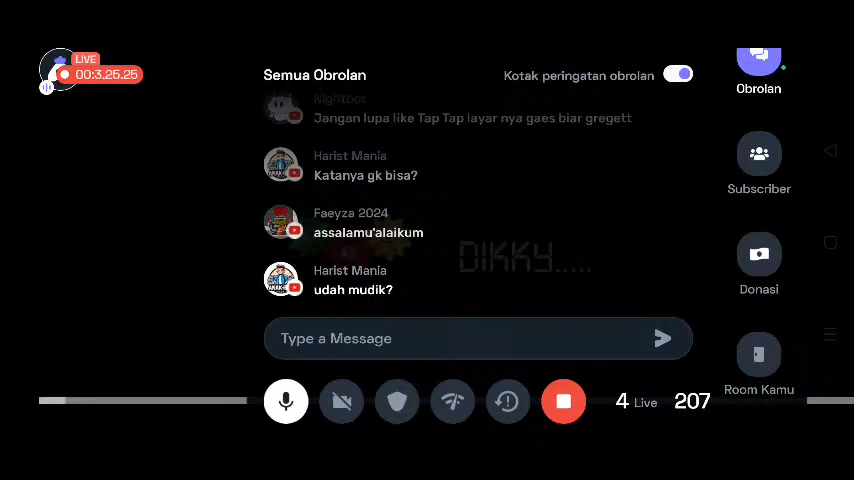 LIVE
00:3.25.25
Semua Obrolan
Kotak peringatan obrolan
Obrolan
Nightbot
Jangan lupa like Tap Tap layar nya gaes biar gregett
Harist Mania
Katanya gk bisa?
Subscriber
Faeyza 2024
assalamu'alaikum
DIKKY.....
Harist Mania
udah mudik?
Donasi
Type a Message
Room Kamu
4 Live 207